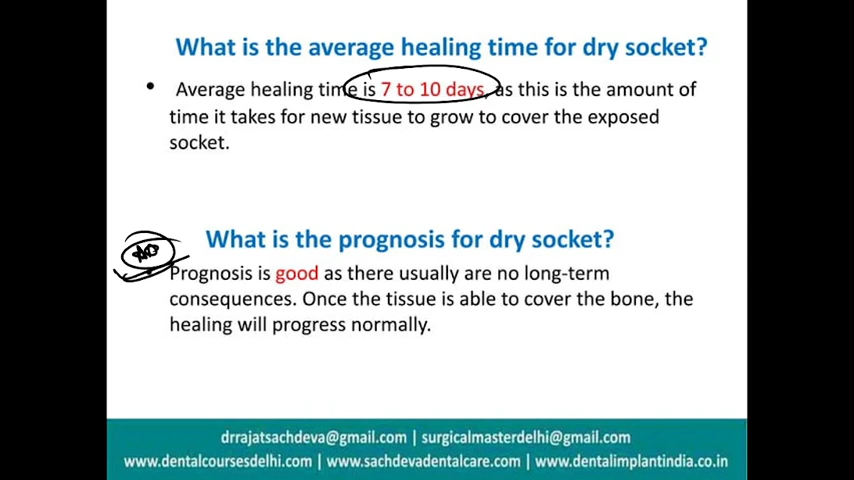 What is the average healing time for dry socket?
• Average healing time is 7 to 10 days, as this is the amount of
time it takes for new tissue to grow to cover the exposed
socket.
What is the prognosis for dry socket?
Prognosis is good as there usually are no long-term
consequences. Once the tissue is able to cover the bone, the
healing will progress normally.
drrajatsachdeva@gmail.com | surgicalmasterdelhi@gmail.com
www.dentalcoursesdelhi.com | www.sachdevadentalcare.com | www.dentalimplantindia.co.in